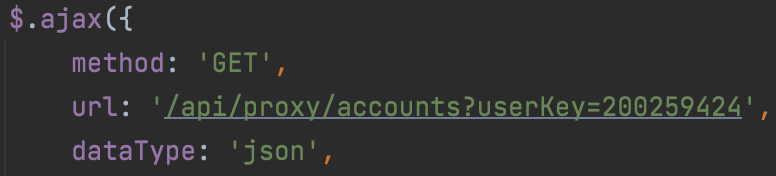 $.ajax({
method: 'GET',
url: '/api/proxy/accounts?userKey=200259424',
dataType: 'json',